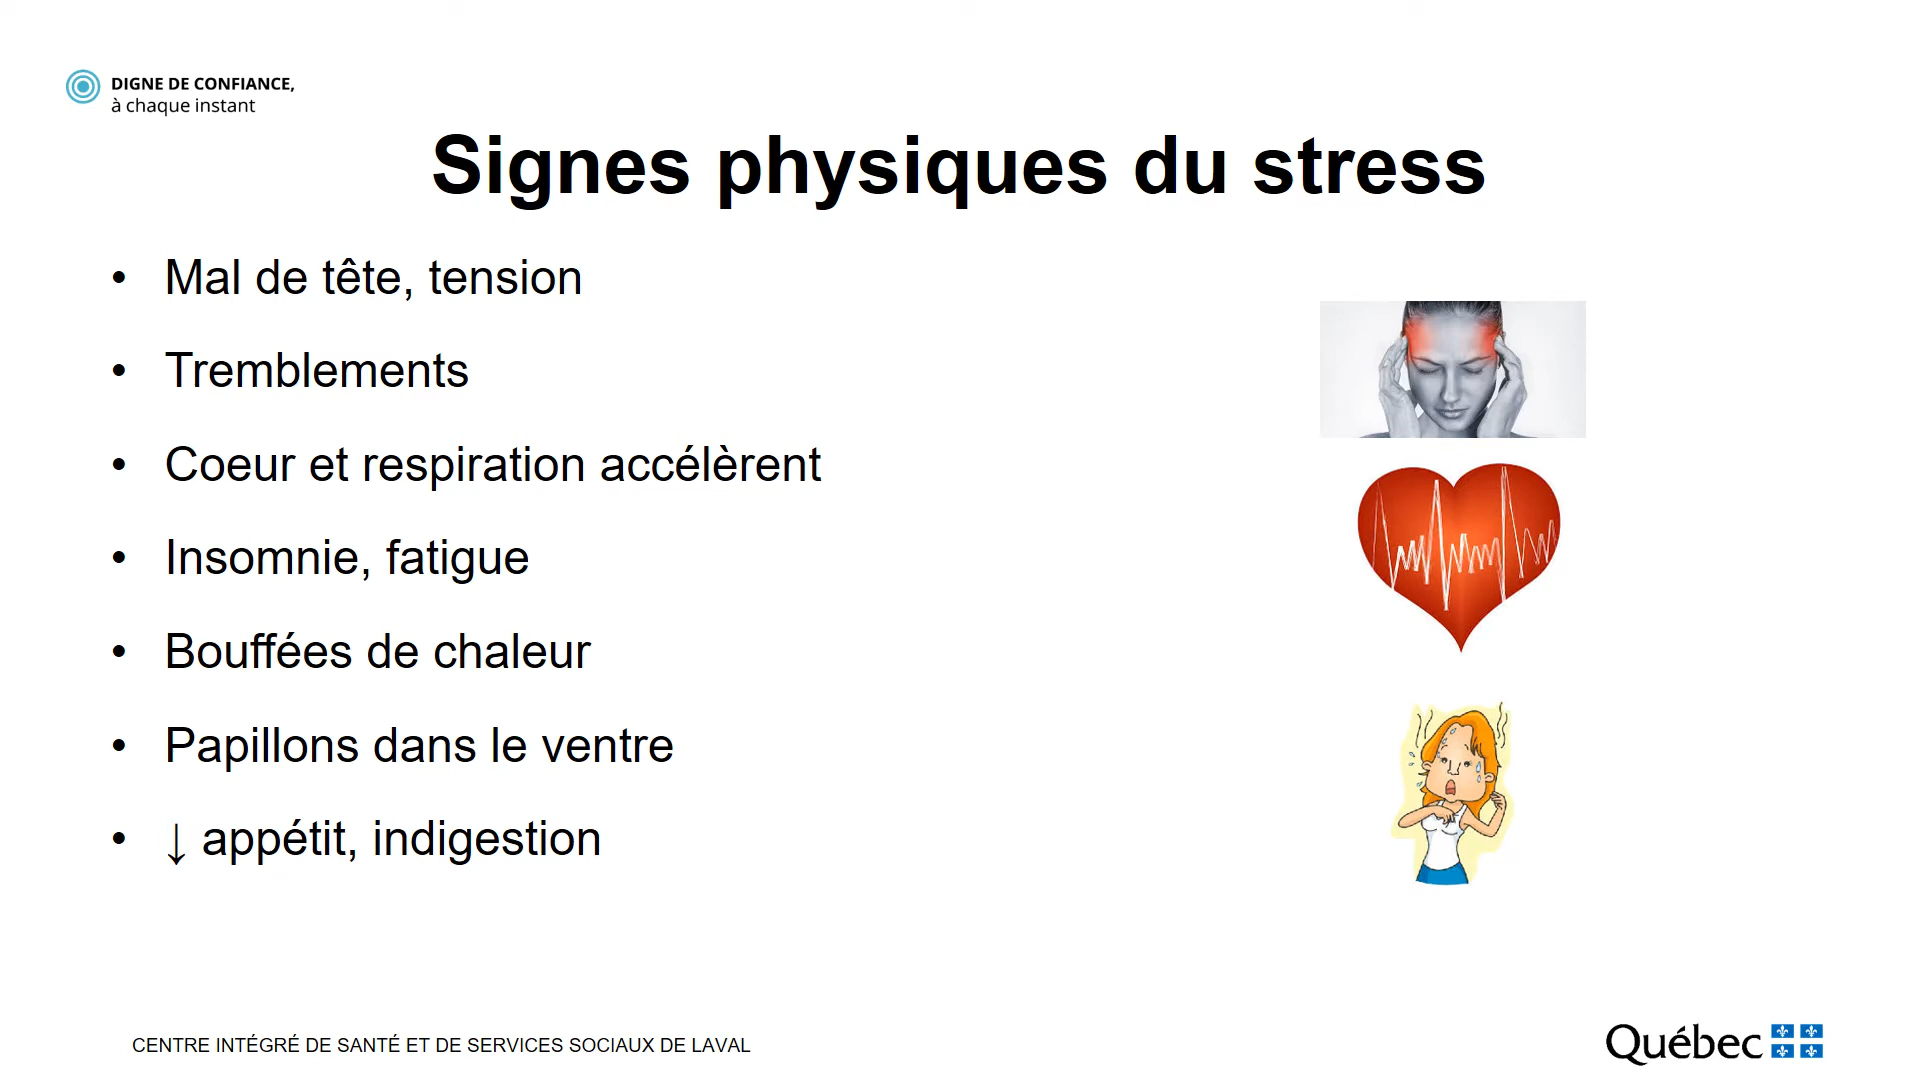 DIGNE DE CONFIANCE,
à chaque instant
Signes physiques du stress
• Mal de tête, tension
• Tremblements
• Coeur et respiration accélèrent
• Insomnie, fatigue
• Bouffées de chaleur
• Papillons dans le ventre
• ↓ appétit, indigestion
CENTRE INTÉGRÉ DE SANTÉ ET DE SERVICES SOCIAUX DE LAVAL
Québec